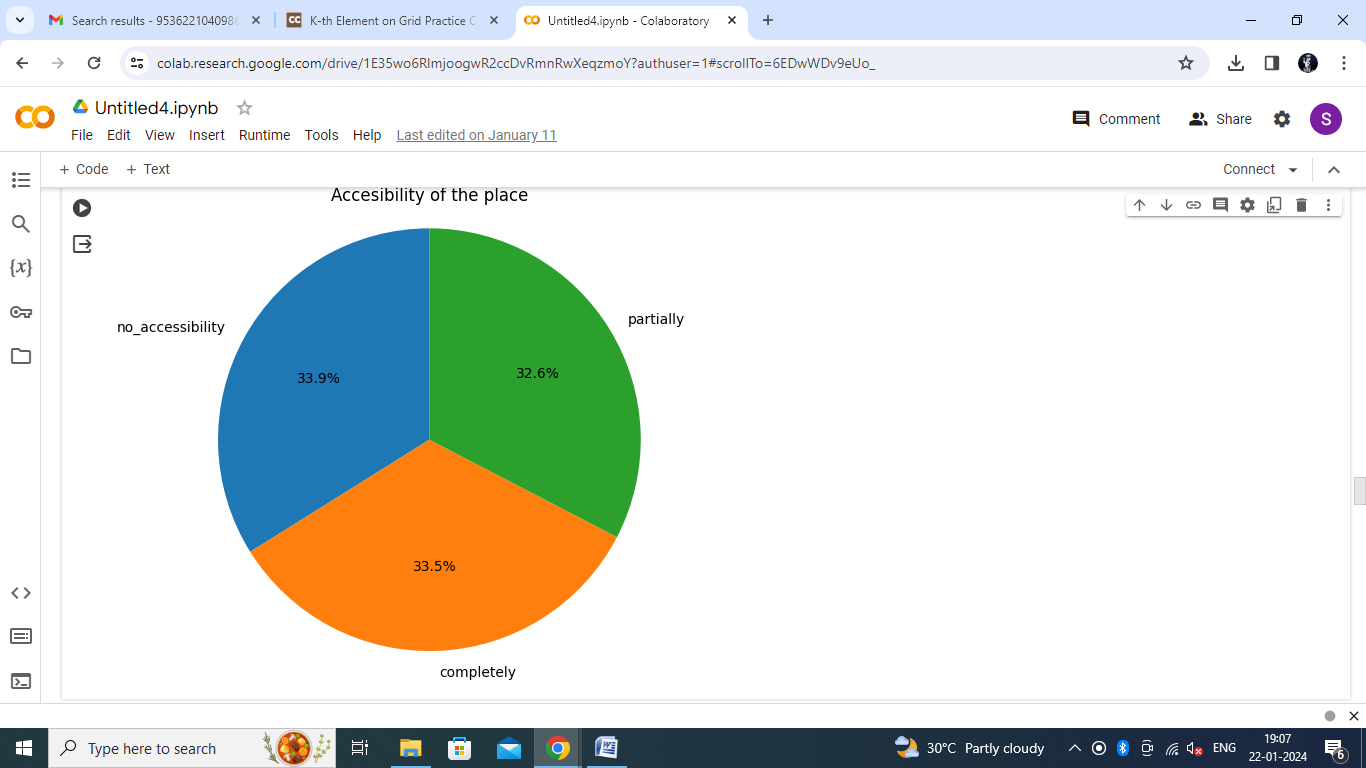 Search results - 953622104098
K-th Element on Grid Practice C
Untitled4.ipynb - Colaboratory
colab.research.google.com/drive/1E35wo6RlmjoogwR2ccDvRmnRwXeqzmoY?authuser=1#scrollTo=6EDwWDv9eUo_
Untitled4.ipynb
Comment
Share
S
File Edit View Insert Runtime Tools Help Last edited on January 11
+ Code + Text
Connect
Accesibility of the place
{x}
no_accessibility
partially
33.9%
32.6%
33.5%
completely
Type here to search
30°C Partly cloudy
ENG
19:07
22-01-2024
6